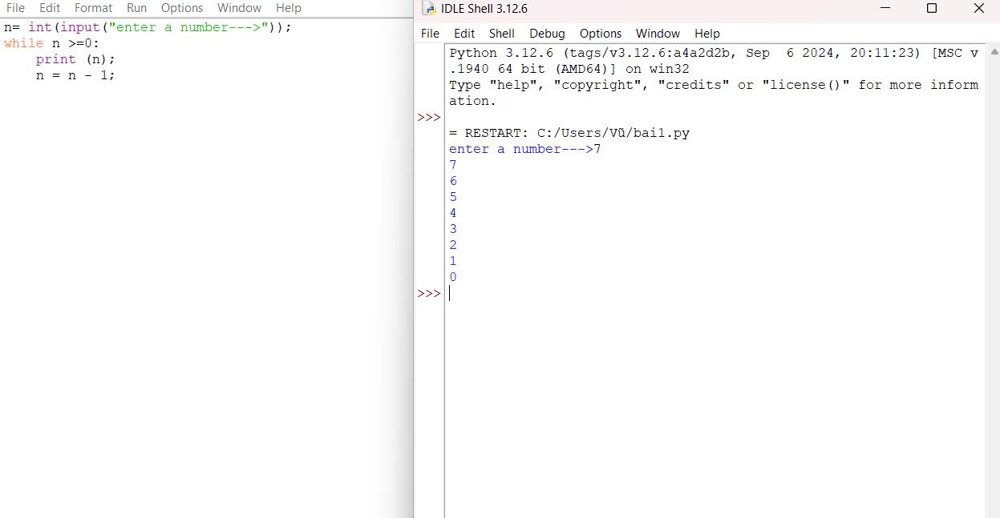 File Edit Format Run Options Window Help
n= int(input("enter a number--->"));
while n >=0:
    print (n);
    n = n - 1;
IDLE Shell 3.12.6
File Edit Shell Debug Options Window Help
Python 3.12.6 (tags/v3.12.6:a4a2d2b, Sep  6 2024, 20:11:23) [MSC v
.1940 64 bit (AMD64)] on win32
Type "help", "copyright", "credits" or "license()" for more inform
ation.
>>>
= RESTART: C:/Users/Vũ/bai1.py
enter a number--->7
7
6
5
4
3
2
1
0
>>>